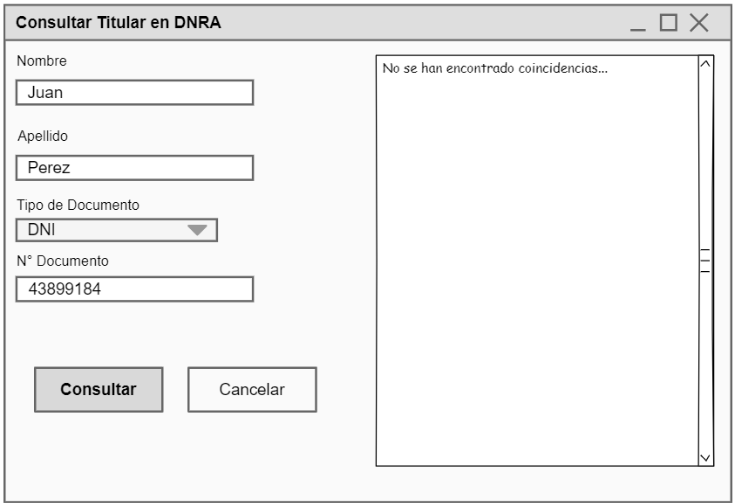 Consultar Titular en DNRA
Nombre
Juan
Apellido
Perez
Tipo de Documento
DNI
N° Documento
43899184
Consultar
Cancelar
No se han encontrado coincidencias...